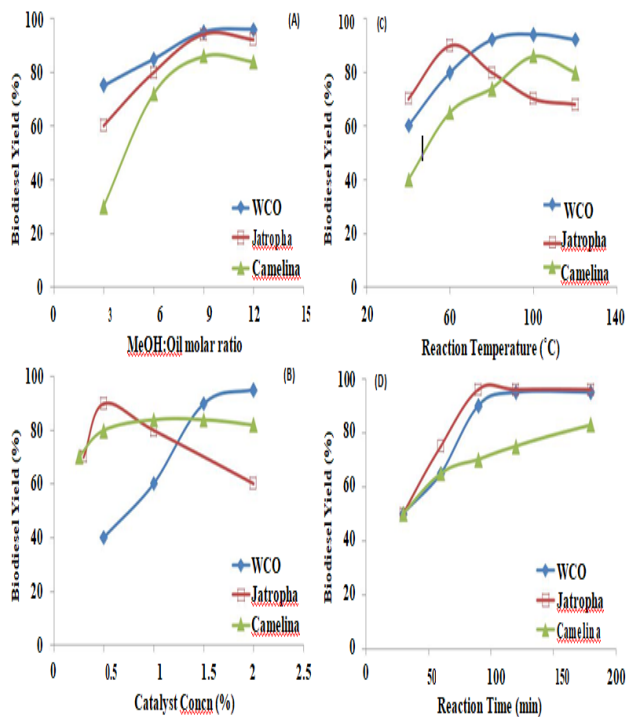 (A)
Biodiesel Yield (%)
100
80
60
40
20
0
0
3
6
9
12
15
MeOH:Oil molar ratio
WCO
Jatropha
Camelina
(C)
Biodiesel Yield (%)
100
80
60
40
20
0
20
60
100
140
Reaction Temperature (˚C)
WCO
Jatropha
Camelina
(B)
Biodiesel Yield (%)
100
80
60
40
20
0
0
0.5
1
1.5
2
2.5
Catalyst Concn (%)
WCO
Jatropha
Camelina
(D)
Biodiesel Yield (%)
100
80
60
40
20
0
0
50
100
150
200
Reaction Time (min)
WCO
Jatropha
Camelina